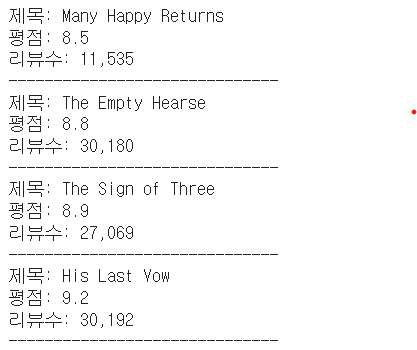 제목: Many Happy Returns
평점: 8.5
리뷰수: 11,535
------------------------------
제목: The Empty Hearse
평점: 8.8
리뷰수: 30,180
------------------------------
제목: The Sign of Three
평점: 8.9
리뷰수: 27,069
------------------------------
제목: His Last Vow
평점: 9.2
리뷰수: 30,192
------------------------------